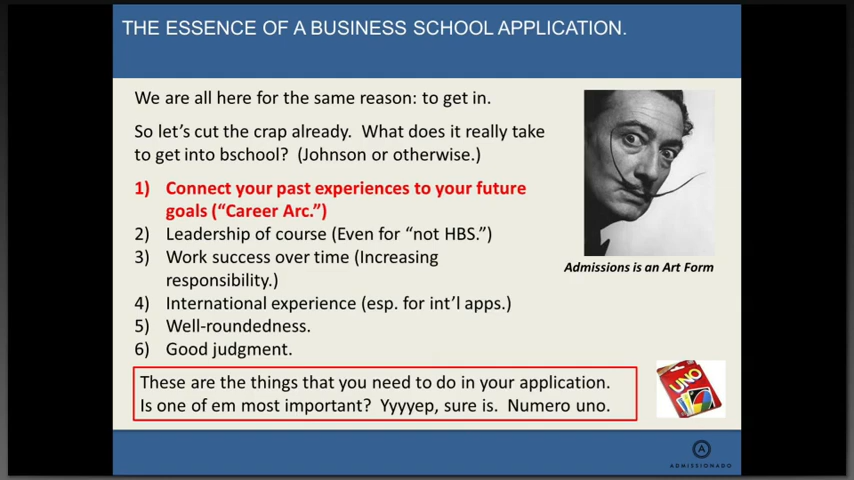 THE ESSENCE OF A BUSINESS SCHOOL APPLICATION.
We are all here for the same reason: to get in.
So let's cut the crap already. What does it really take
to get into bschool? (Johnson or otherwise.)
1) Connect your past experiences to your future
goals (“Career Arc.”)
2) Leadership of course (Even for “not HBS.”)
3) Work success over time (Increasing
responsibility.)
4) International experience (esp. for int'l apps.)
5) Well-roundedness.
6) Good judgment.
Admissions is an Art Form
These are the things that you need to do in your application.
Is one of em most important? Yyyyep, sure is. Numero uno.
UNO
A
ADMISSIONADO